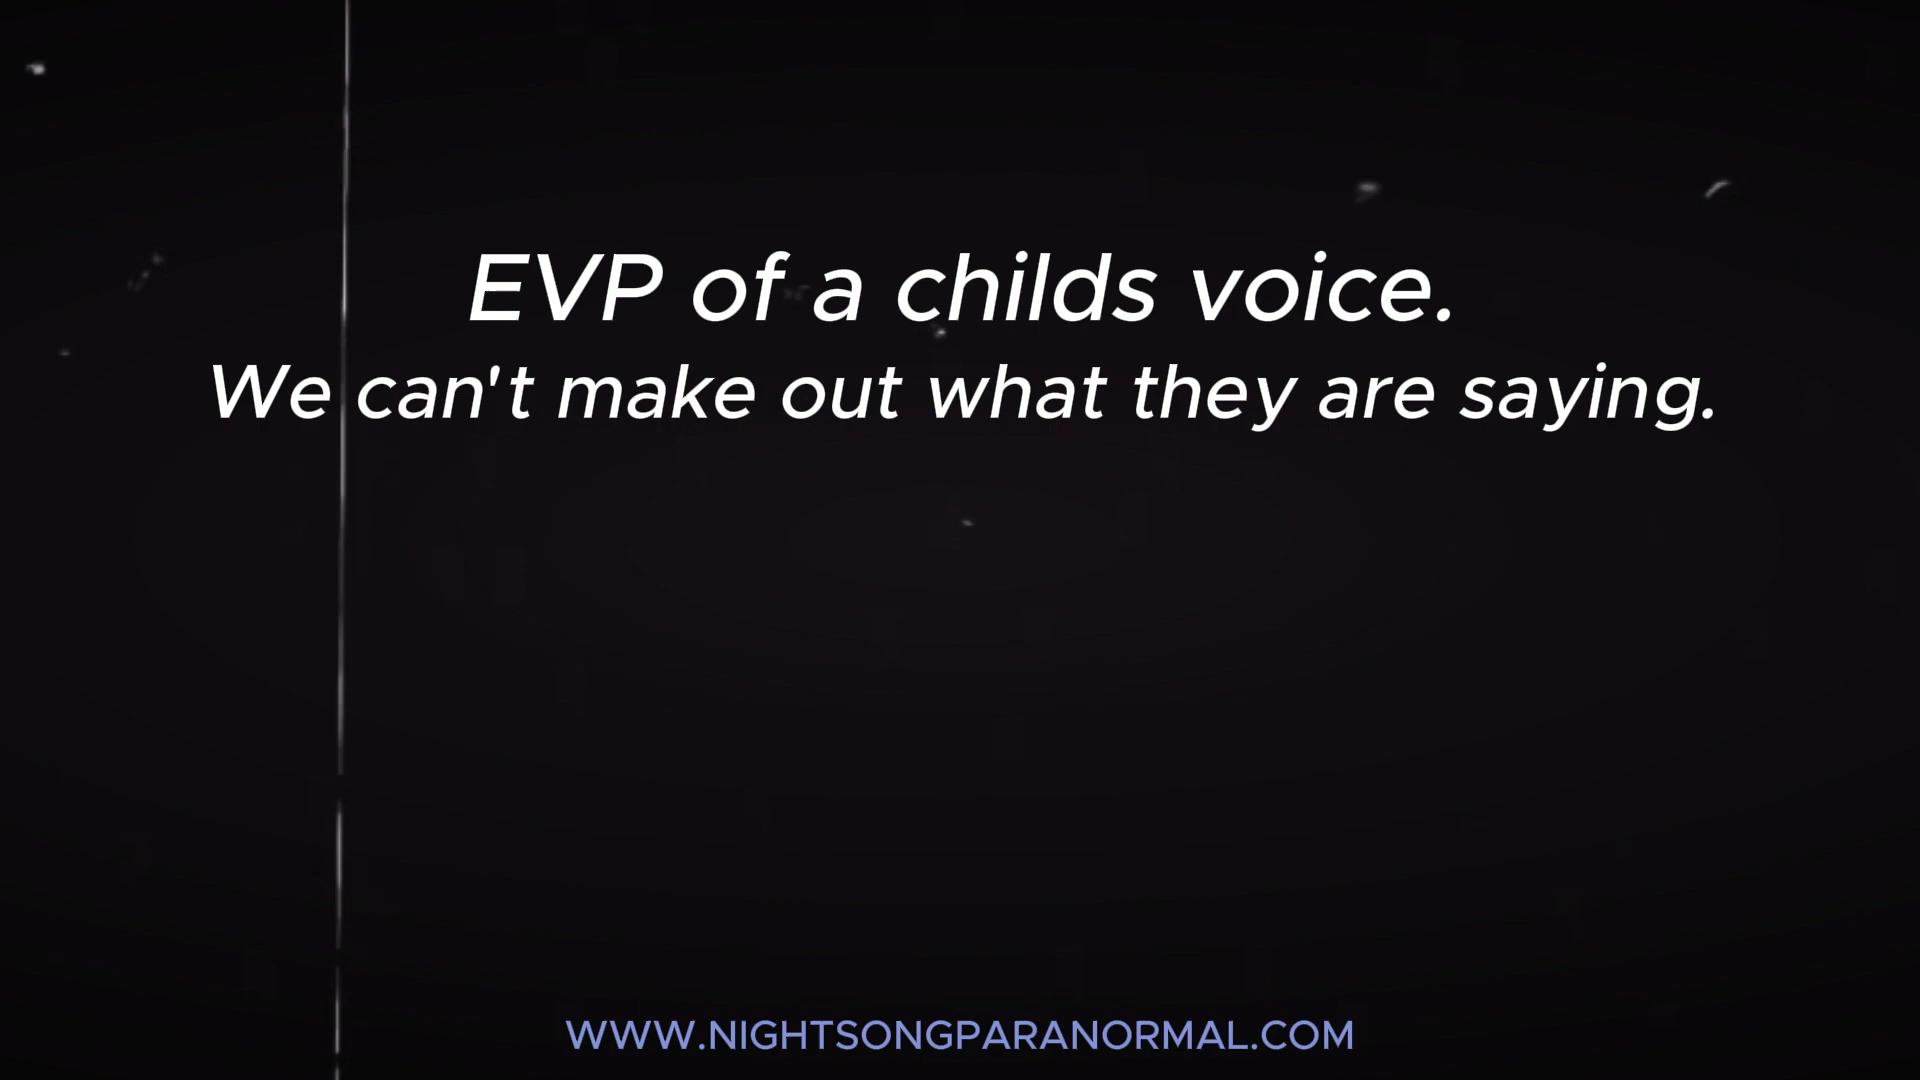 EVP of a childs voice.
We can't make out what they are saying.
WWW.NIGHTSONGPARANORMAL.COM